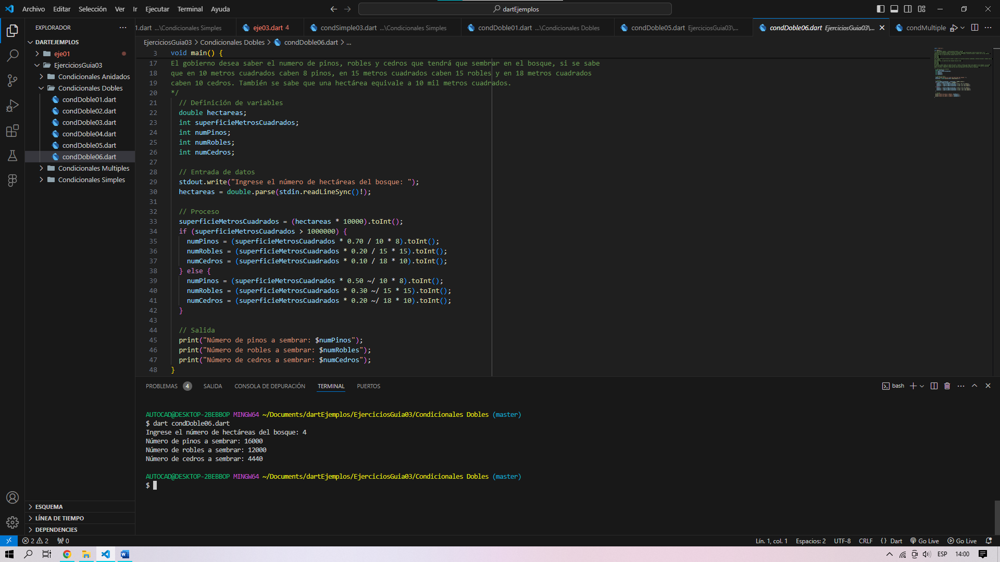 Archivo Editar Selección Ver Ir Ejecutar Terminal Ayuda
dartEjemplos
EXPLORADOR
1.dart ...\Condicionales Simples
eje03.dart 4
condSimple03.dart ...\Condicionales Simples
condDoble01.dart ...\Condicionales Dobles
condDoble05.dart EjerciciosGuia03\...
condDoble06.dart EjerciciosGuia03\...
condMultiple
DARTEJEMPLOS
eje01
EjerciciosGuia03
Condicionales Anidados
Condicionales Dobles
condDoble01.dart
condDoble02.dart
condDoble03.dart
condDoble04.dart
condDoble05.dart
condDoble06.dart
Condicionales Multiples
Condicionales Simples
ESQUEMA
LÍNEA DE TIEMPO
DEPENDENCIES
EjerciciosGuia03 > Condicionales Dobles > condDoble06.dart > ...
3 void main() {
17 El gobierno desea saber el numero de pinos, robles y cedros que tendrá que sembrar en el bosque, si se sabe
18 que en 10 metros cuadrados caben 8 pinos, en 15 metros cuadrados caben 15 robles y en 18 metros cuadrados
19 caben 10 cedros. También se sabe que una hectárea equivale a 10 mil metros cuadrados.
20 */
21 // Definición de variables
22 double hectareas;
23 int superficieMetrosCuadrados;
24 int numPinos;
25 int numRobles;
26 int numCedros;
27
28 // Entrada de datos
29 stdout.write("Ingrese el número de hectáreas del bosque: ");
30 hectareas = double.parse(stdin.readLineSync()!);
31
32 // Proceso
33 superficieMetrosCuadrados = (hectareas * 10000).toInt();
34 if (superficieMetrosCuadrados > 1000000) {
35 numPinos = (superficieMetrosCuadrados * 0.70 / 10 * 8).toInt();
36 numRobles = (superficieMetrosCuadrados * 0.20 / 15 * 15).toInt();
37 numCedros = (superficieMetrosCuadrados * 0.10 / 18 * 10).toInt();
38 } else {
39 numPinos = (superficieMetrosCuadrados * 0.50 ~/ 10 * 8).toInt();
40 numRobles = (superficieMetrosCuadrados * 0.30 ~/ 15 * 15).toInt();
41 numCedros = (superficieMetrosCuadrados * 0.20 ~/ 18 * 10).toInt();
42 }
43
44 // Salida
45 print("Número de pinos a sembrar: $numPinos");
46 print("Número de robles a sembrar: $numRobles");
47 print("Número de cedros a sembrar: $numCedros");
48 }
PROBLEMAS 4 SALIDA CONSOLA DE DEPURACIÓN TERMINAL PUERTOS
bash
AUTOCAD@DESKTOP-2BEBBOP MINGW64 ~/Documents/dartEjemplos/EjerciciosGuia03/Condicionales Dobles (master)
$ dart condDoble06.dart
Ingrese el número de hectáreas del bosque: 4
Número de pinos a sembrar: 16000
Número de robles a sembrar: 12000
Número de cedros a sembrar: 4440
AUTOCAD@DESKTOP-2BEBBOP MINGW64 ~/Documents/dartEjemplos/EjerciciosGuia03/Condicionales Dobles (master)
$
2 2 0
Lín. 1, col. 1 Espacios: 2 UTF-8 CRLF {} Dart Go Live Go Live
ESP 14:00